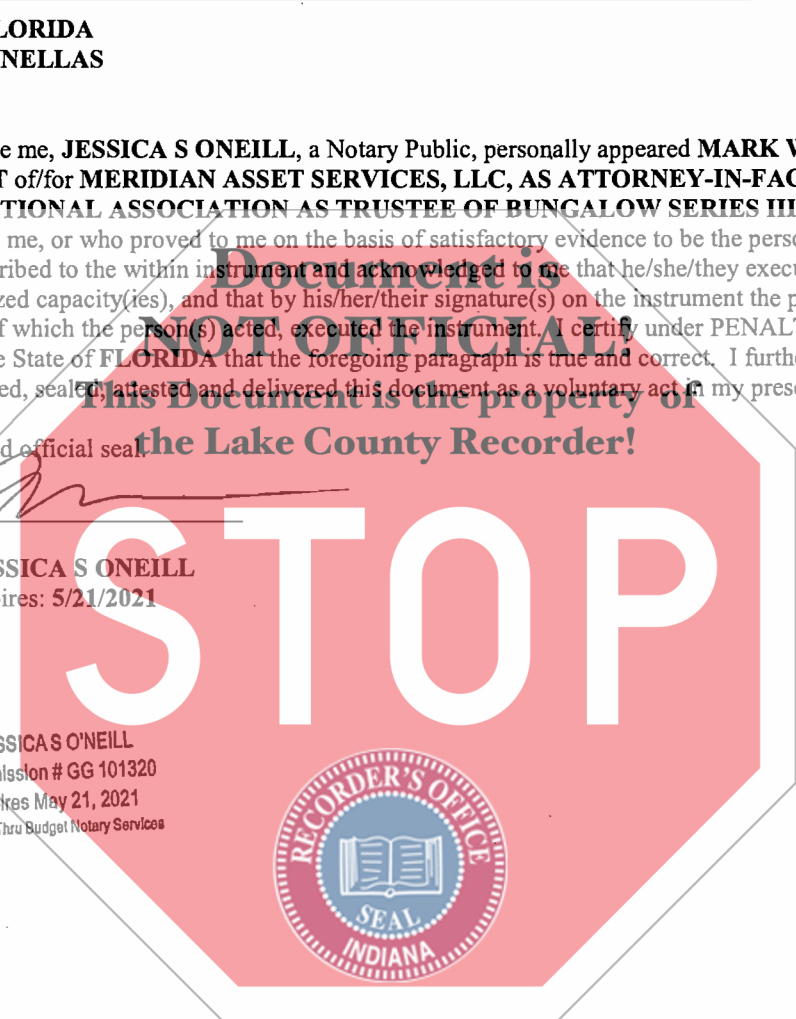 LORIDA
NELLAS
e me, JESSICA S ONEILL, a Notary Public, personally appeared MARK W
T of/for MERIDIAN ASSET SERVICES, LLC, AS ATTORNEY-IN-FAC
TIONAL ASSOCIATION AS TRUSTEE OF BUNGALOW SERIES III
me, or who proved to me on the basis of satisfactory evidence to be the perso
Document is
ribed to the within instrument and acknowledged to me that he/she/they execu
zed capacity(ies), and that by his/her/their signature(s) on the instrument the p
NOT OFFICIAL!
f which the person(s) acted, executed the instrument. I certify under PENAL
e State of FLORIDA that the foregoing paragraph is true and correct. I furth
This Document is the property of
ed, sealed, attested and delivered this document as a voluntary act in my prese
the Lake County Recorder!
d official seal.
STOP
SSICA S ONEILL
ires: 5/21/2021
SSICA S O'NEILL
ission # GG 101320
ires May 21, 2021
Thru Budget Notary Services
RECORDER'S OFFICE
SEAL
INDIANA